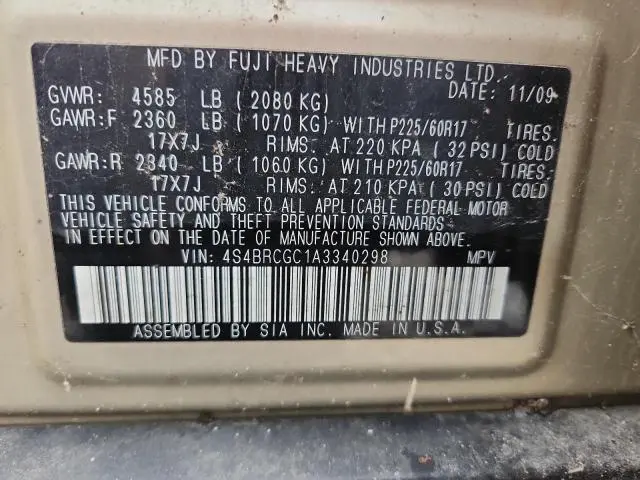 MFD BY FUJI HEAVY INDUSTRIES LTD.
DATE: 11/09
GVWR: 4585 LB (2080 KG)
GAWR:F 2360 LB (1070 KG) WITH P225/60R17 TIRES.
17X7J RIMS. AT 220 KPA (32 PSI) COLD
GAWR:R 2340 LB (1060 KG) WITH P225/60R17 TIRES.
17X7J RIMS. AT 210 KPA (30 PSI) COLD
THIS VEHICLE CONFORMS TO ALL APPLICABLE FEDERAL MOTOR
VEHICLE SAFETY AND THEFT PREVENTION STANDARDS
IN EFFECT ON THE DATE OF MANUFACTURE SHOWN ABOVE.
VIN: 4S4BRCGC1A3340298 MPV
ASSEMBLED BY SIA INC. MADE IN U.S.A.